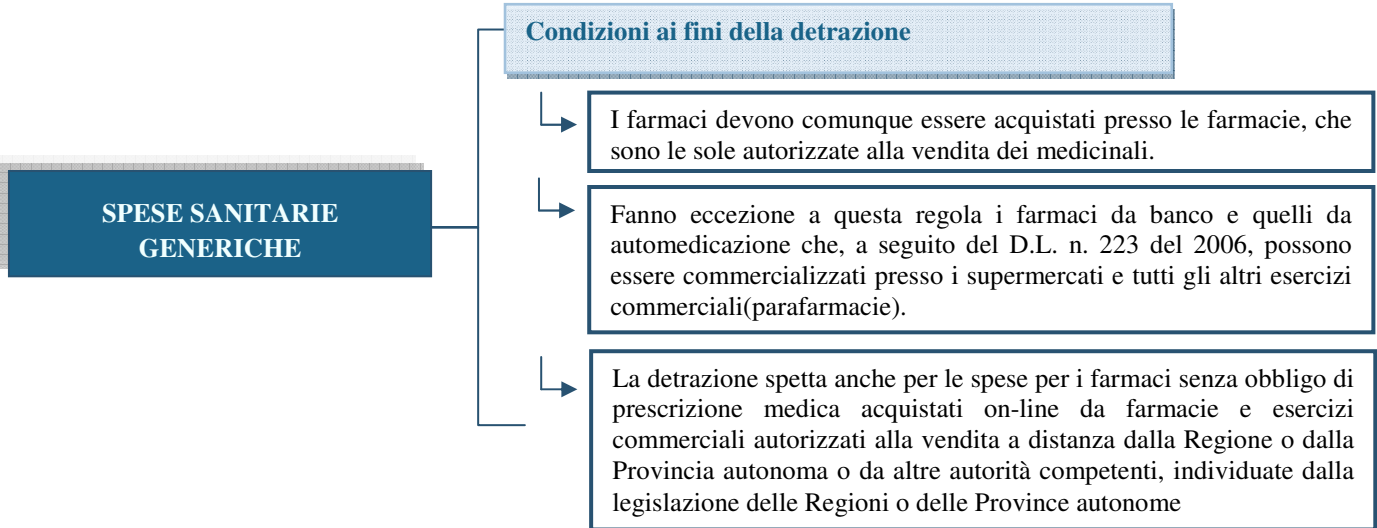 Condizioni ai fini della detrazione
I farmaci devono comunque essere acquistati presso le farmacie, che
sono le sole autorizzate alla vendita dei medicinali.
SPESE SANITARIE
GENERICHE
Fanno eccezione a questa regola i farmaci da banco e quelli da
automedicazione che, a seguito del D.L. n. 223 del 2006, possono
essere commercializzati presso i supermercati e tutti gli altri esercizi
commerciali(parafarmacie).
La detrazione spetta anche per le spese per i farmaci senza obbligo di
prescrizione medica acquistati on-line da farmacie e esercizi
commerciali autorizzati alla vendita a distanza dalla Regione o dalla
Provincia autonoma o da altre autorità competenti, individuate dalla
legislazione delle Regioni o delle Province autonome